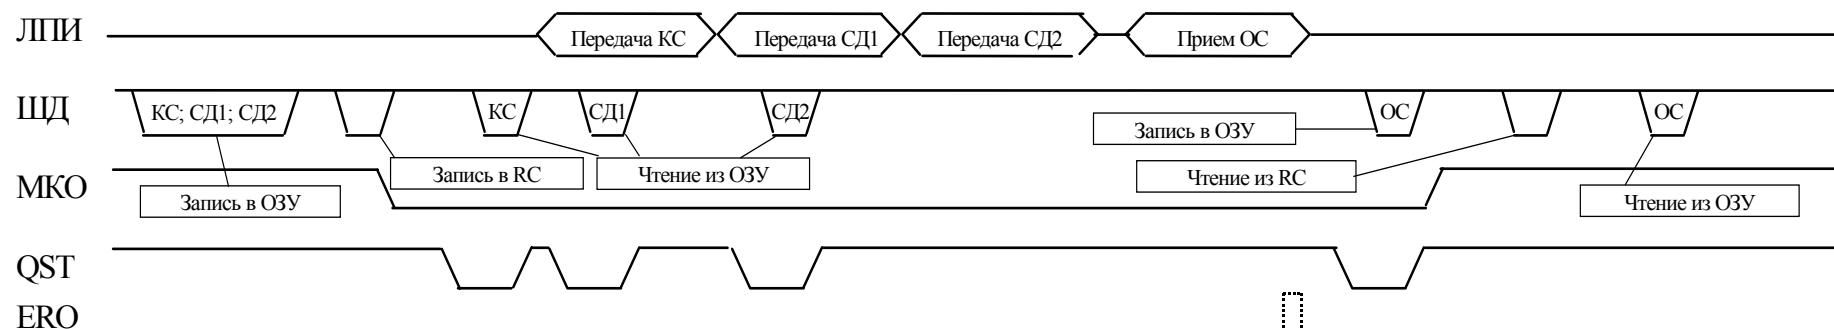 ЛПИ
Передача КС
Передача СД1
Передача СД2
Прием ОС
ШД
КС; СД1; СД2
КС
СД1
СД2
ОС
ОС
Запись в ОЗУ
Запись в RC
Чтение из ОЗУ
Чтение из RC
МКО
Запись в ОЗУ
Чтение из ОЗУ
QST
ERO